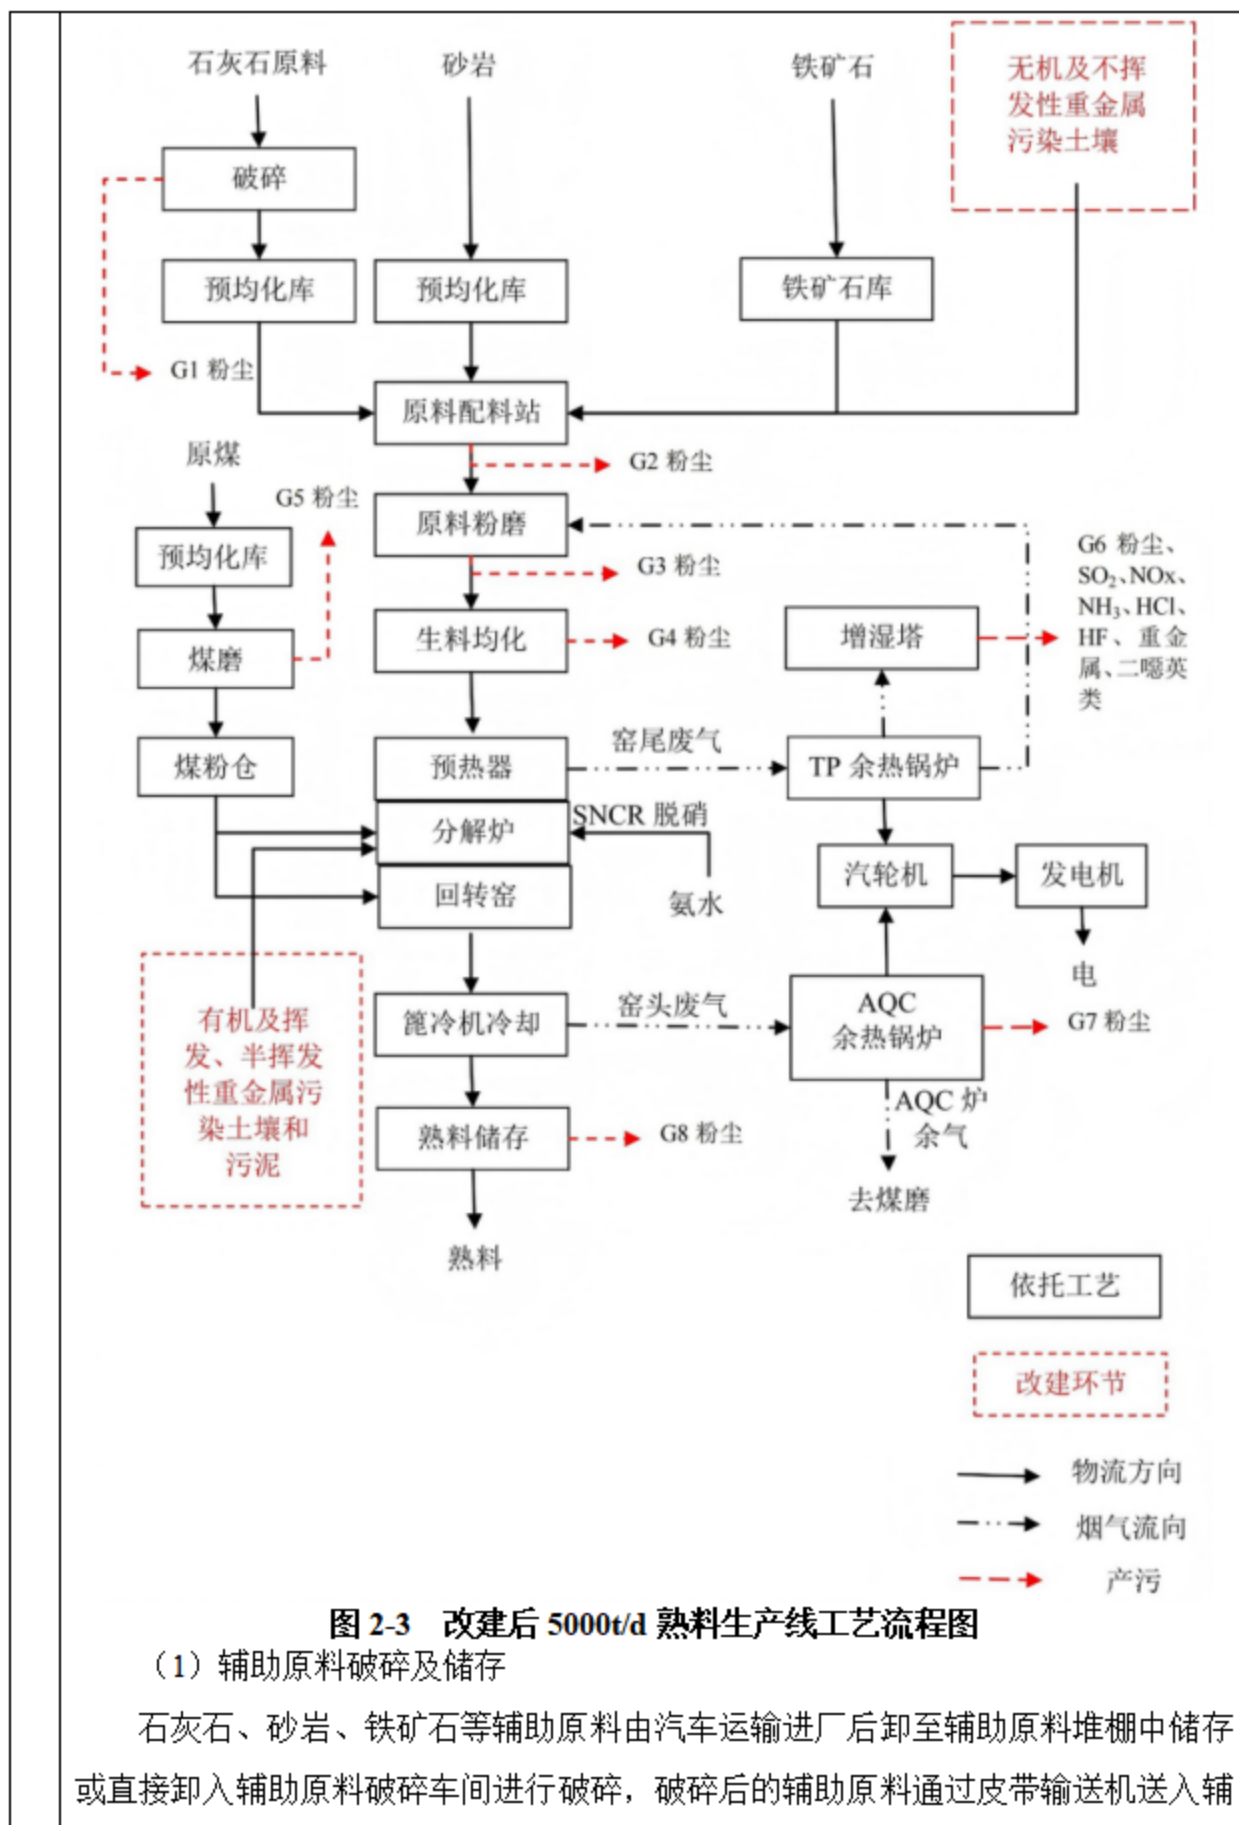 石灰石原料
砂岩
铁矿石
无机及不挥
发性重金属
污染土壤
破碎
预均化库
预均化库
铁矿石库
G1 粉尘
原料配料站
原煤
G2 粉尘
G5 粉尘
原料粉磨
预均化库
G3 粉尘
G6 粉尘、
SO₂、NOx、
NH₃、HCl、
HF、重金
属、二噁英
类
生料均化
G4 粉尘
增湿塔
煤磨
窑尾废气
煤粉仓
预热器
TP 余热锅炉
SNCR 脱硝
分解炉
汽轮机
发电机
回转窑
氨水
电
有机及挥
发、半挥发
性重金属污
染土壤和
污泥
篦冷机冷却
窑头废气
AQC
余热锅炉
G7 粉尘
AQC 炉
余气
熟料储存
G8 粉尘
去煤磨
熟料
依托工艺
改建环节
物流方向
烟气流向
产污
图 2-3 改建后 5000t/d 熟料生产线工艺流程图
（1）辅助原料破碎及储存
石灰石、砂岩、铁矿石等辅助原料由汽车运输进厂后卸至辅助原料堆棚中储存
或直接卸入辅助原料破碎车间进行破碎，破碎后的辅助原料通过皮带输送机送入辅